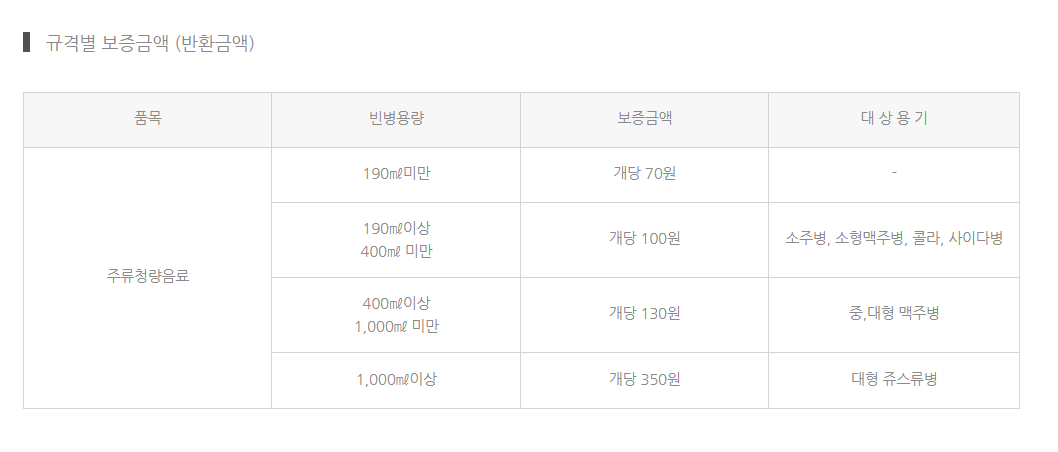 규격별 보증금액 (반환금액)
품목 빈병용량 보증금액 대 상 용 기
주류청량음료
190㎖미만 개당 70원 -
190㎖이상
400㎖ 미만
개당 100원 소주병, 소형맥주병, 콜라, 사이다병
400㎖이상
1,000㎖ 미만
개당 130원 중,대형 맥주병
1,000㎖이상 개당 350원 대형 쥬스류병